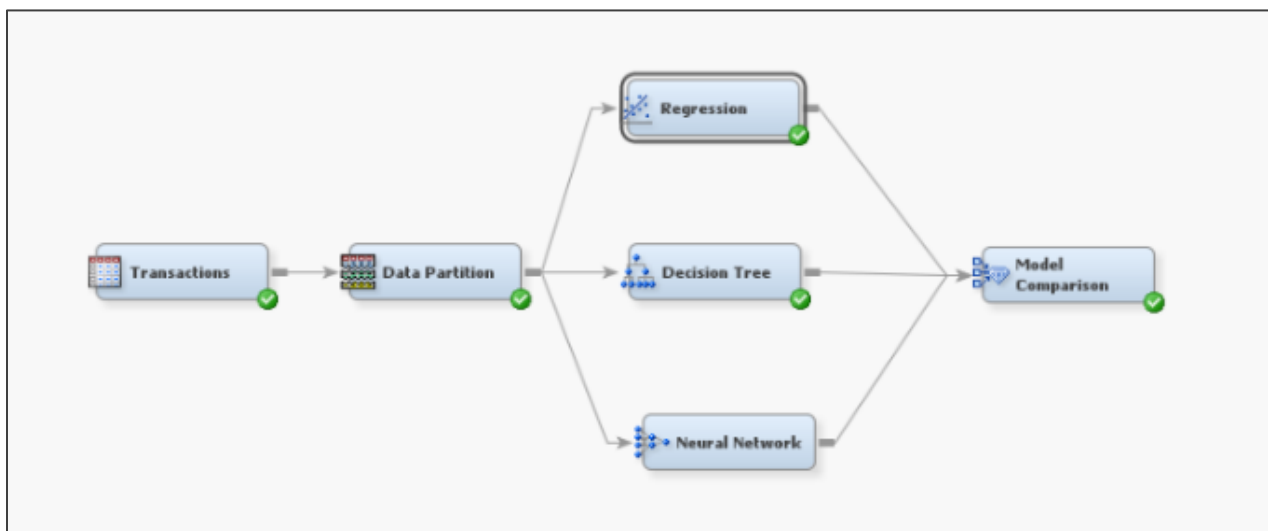 Transactions
Data Partition
Regression
Decision Tree
Neural Network
Model
Comparison